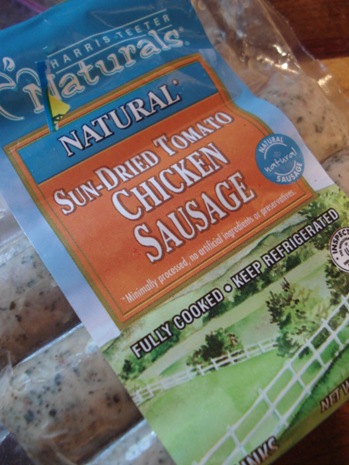 HARRIS TEETER
Naturals
NATURAL*
SUN-DRIED TOMATO
CHICKEN
SAUSAGE
NATURAL
natural
SAUSAGE
*Minimally processed, no artificial ingredients or preservatives
FULLY COOKED • KEEP REFRIGERATED